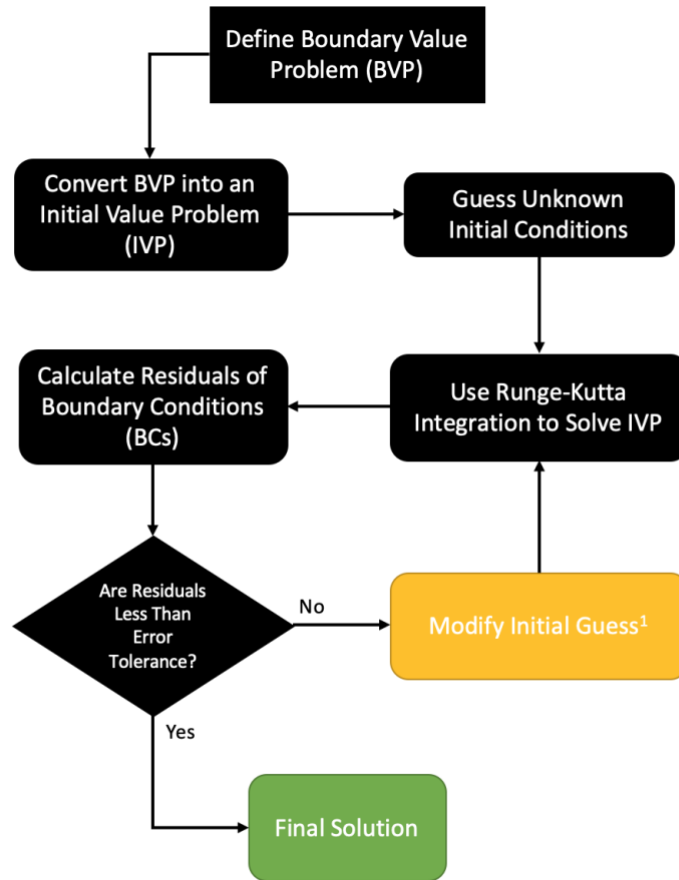 Define Boundary Value
Problem (BVP)
Convert BVP into an
Initial Value Problem
(IVP)
Guess Unknown
Initial Conditions
Calculate Residuals of
Boundary Conditions
(BCs)
Use Runge-Kutta
Integration to Solve IVP
Are Residuals
Less Than
Error
Tolerance?
No
Modify Initial Guess¹
Yes
Final Solution